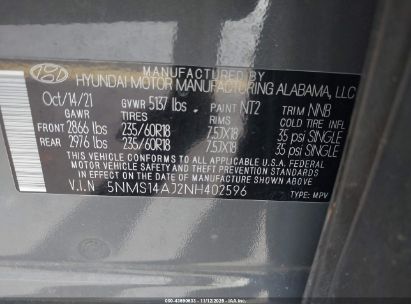 MANUFACTURED BY
HYUNDAI MOTOR MANUFACTURING ALABAMA, LLC
Oct/14/21 GVWR 5137 lbs PAINT NT2 TRIM NNB
GAWR TIRES RIMS
FRONT 2866 lbs 235/60R18 7.5JX18 35 psi SINGLE
REAR 2976 lbs 235/60R18 7.5JX18 35 psi SINGLE
THIS VEHICLE CONFORMS TO ALL APPLICABLE U.S.A. FEDERAL MOTOR
VEHICLE SAFETY, BUMPER, AND THEFT PREVENTION STANDARDS IN
EFFECT ON THE DATE OF MANUFACTURE SHOWN ABOVE.
V.I.N 5NMS14AJ2NH402596 TYPE: MPV